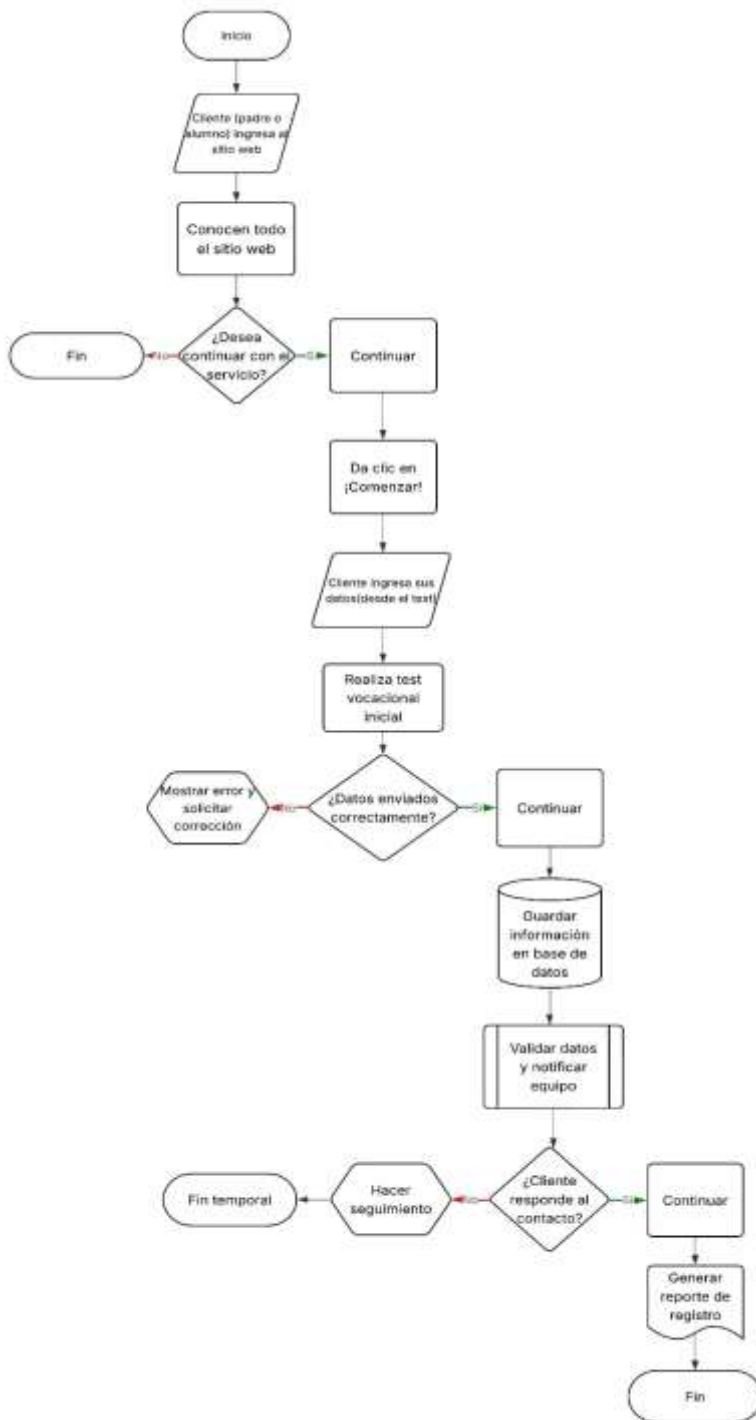 Inicio
Cliente (padre o
alumno) ingresa al
sitio web
Conocen todo
el sitio web
¿Desea
continuar con el
servicio?
No
Fin
Sí
Continuar
Da clic en
¡Comenzar!
Cliente ingresa sus
datos(desde el test)
Realiza test
vocacional
inicial
¿Datos enviados
correctamente?
No
Mostrar error y
solicitar
corrección
Sí
Continuar
Guardar
información
en base de
datos
Validar datos
y notificar
equipo
¿Cliente
responde al
contacto?
No
Hacer
seguimiento
Fin temporal
Sí
Continuar
Generar
reporte de
registro
Fin